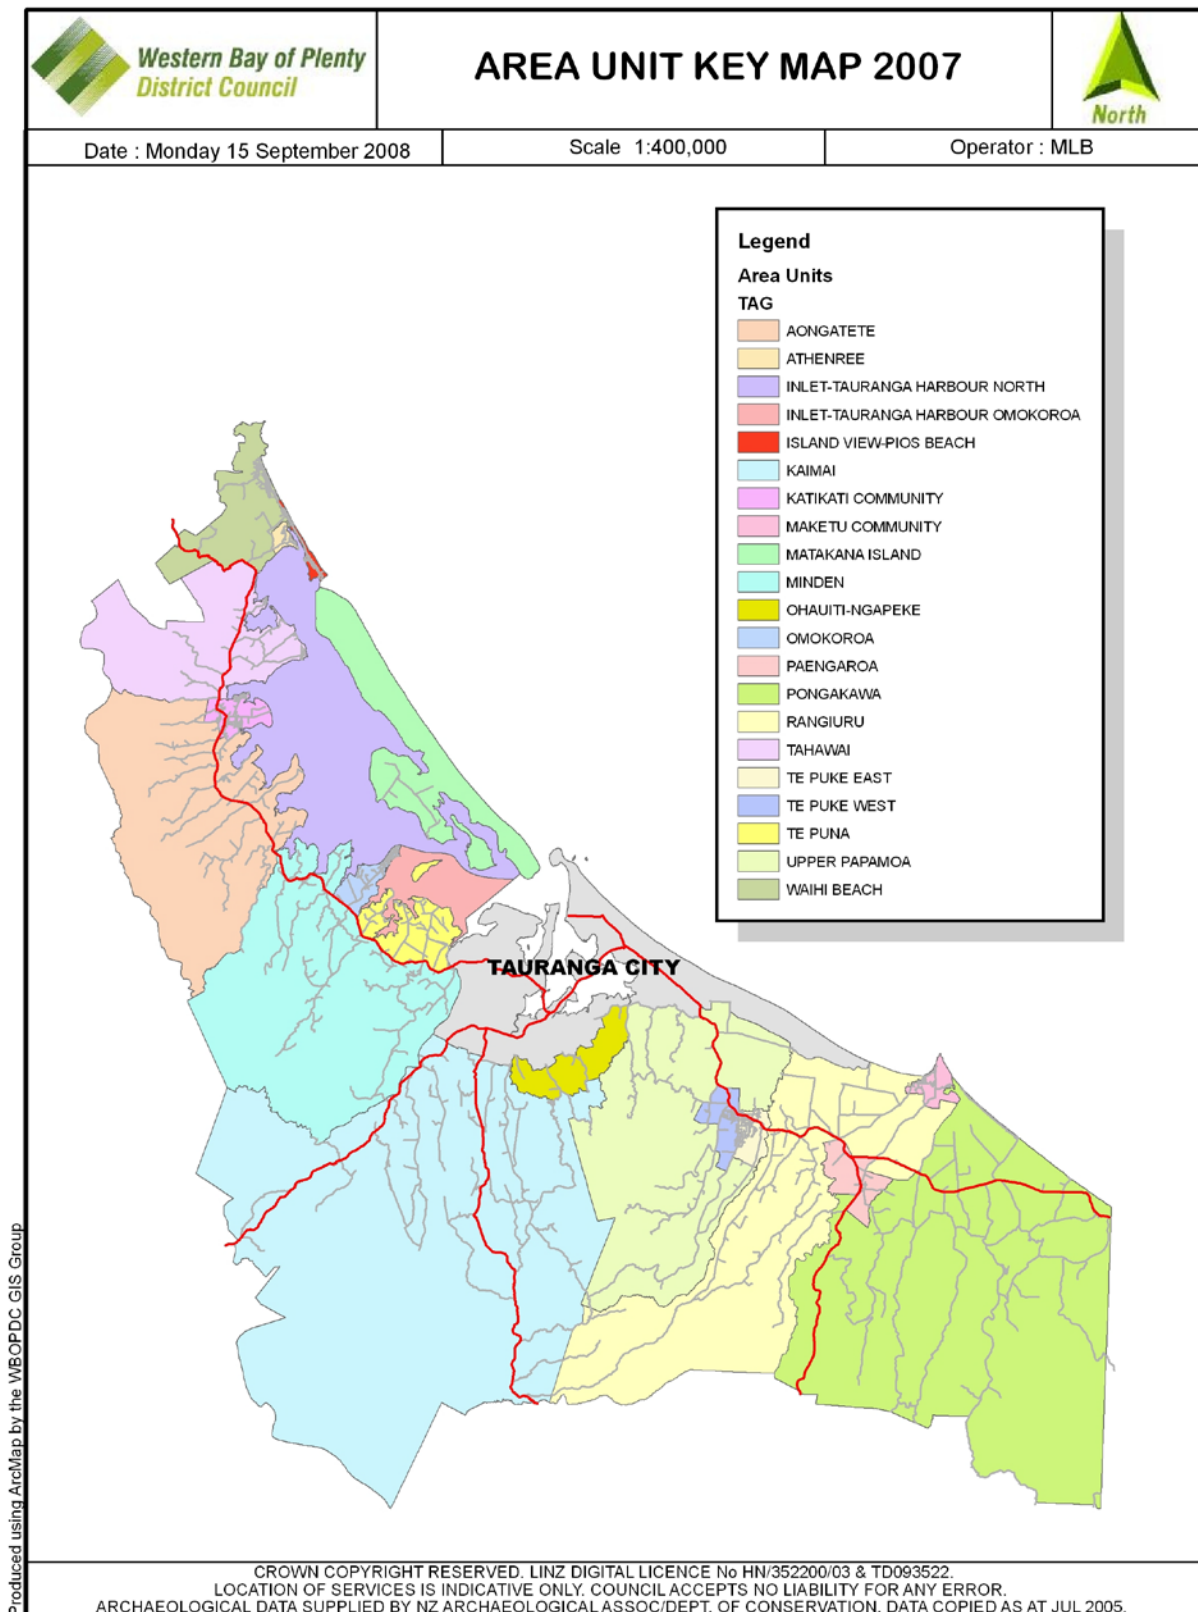 Western Bay of Plenty
District Council
AREA UNIT KEY MAP 2007
North
Date : Monday 15 September 2008
Scale 1:400,000
Operator : MLB
Legend
Area Units
TAG
AONGATETE
ATHENREE
INLET-TAURANGA HARBOUR NORTH
INLET-TAURANGA HARBOUR OMOKOROA
ISLAND VIEW-PIOS BEACH
KAIMAI
KATIKATI COMMUNITY
MAKETU COMMUNITY
MATAKANA ISLAND
MINDEN
OHAUITI-NGAPEKE
OMOKOROA
PAENGAROA
PONGAKAWA
RANGIURU
TAHAWAI
TE PUKE EAST
TE PUKE WEST
TE PUNA
UPPER PAPAMOA
WAIHI BEACH
TAURANGA CITY
Produced using ArcMap by the WBOPDC GIS Group
CROWN COPYRIGHT RESERVED. LINZ DIGITAL LICENCE No HN/352200/03 & TD093522.
LOCATION OF SERVICES IS INDICATIVE ONLY. COUNCIL ACCEPTS NO LIABILITY FOR ANY ERROR.
ARCHAEOLOGICAL DATA SUPPLIED BY NZ ARCHAEOLOGICAL ASSOC/DEPT. OF CONSERVATION. DATA COPIED AS AT JUL 2005.